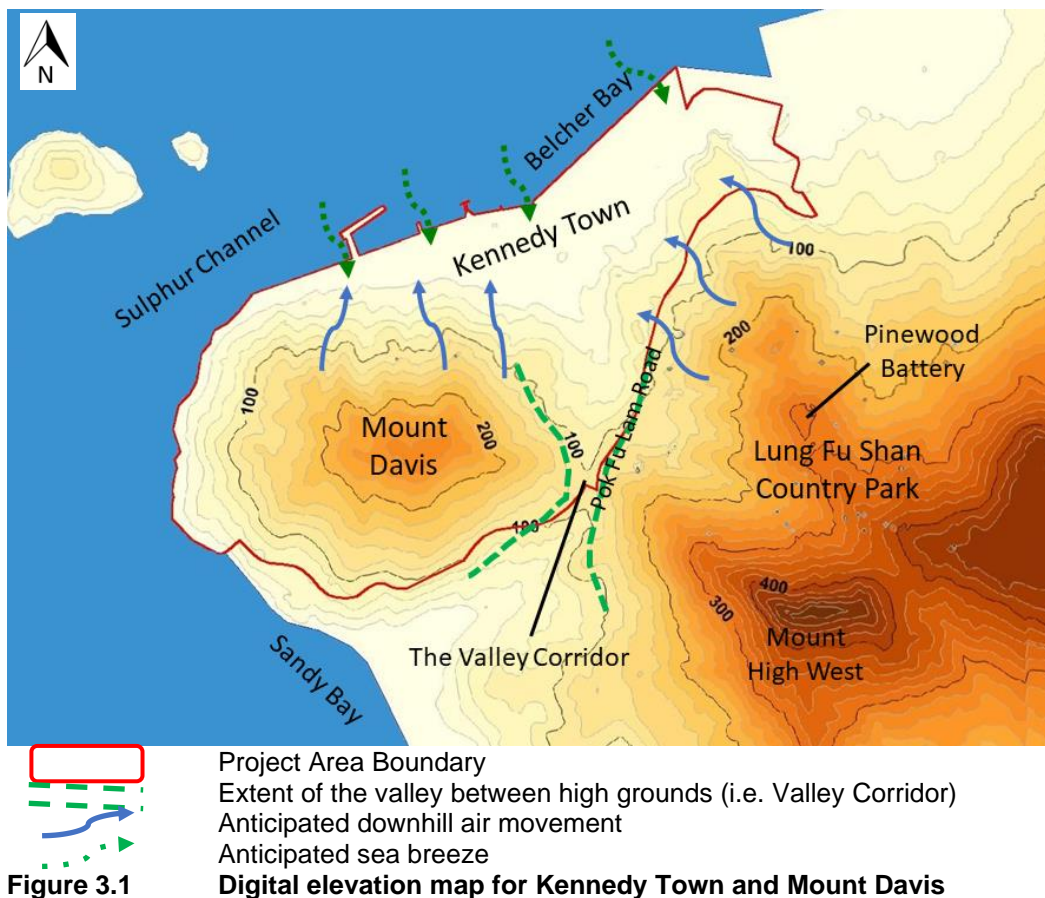 N
Belcher Bay
Sulphur Channel
Kennedy Town
100
200
Pinewood
Battery
100
Mount
Davis
200
100
Pok Fu Lam Road
Lung Fu Shan
Country Park
100
400
300
Mount
High West
The Valley Corridor
Sandy Bay
Project Area Boundary
Extent of the valley between high grounds (i.e. Valley Corridor)
Anticipated downhill air movement
Anticipated sea breeze
Figure 3.1 Digital elevation map for Kennedy Town and Mount Davis